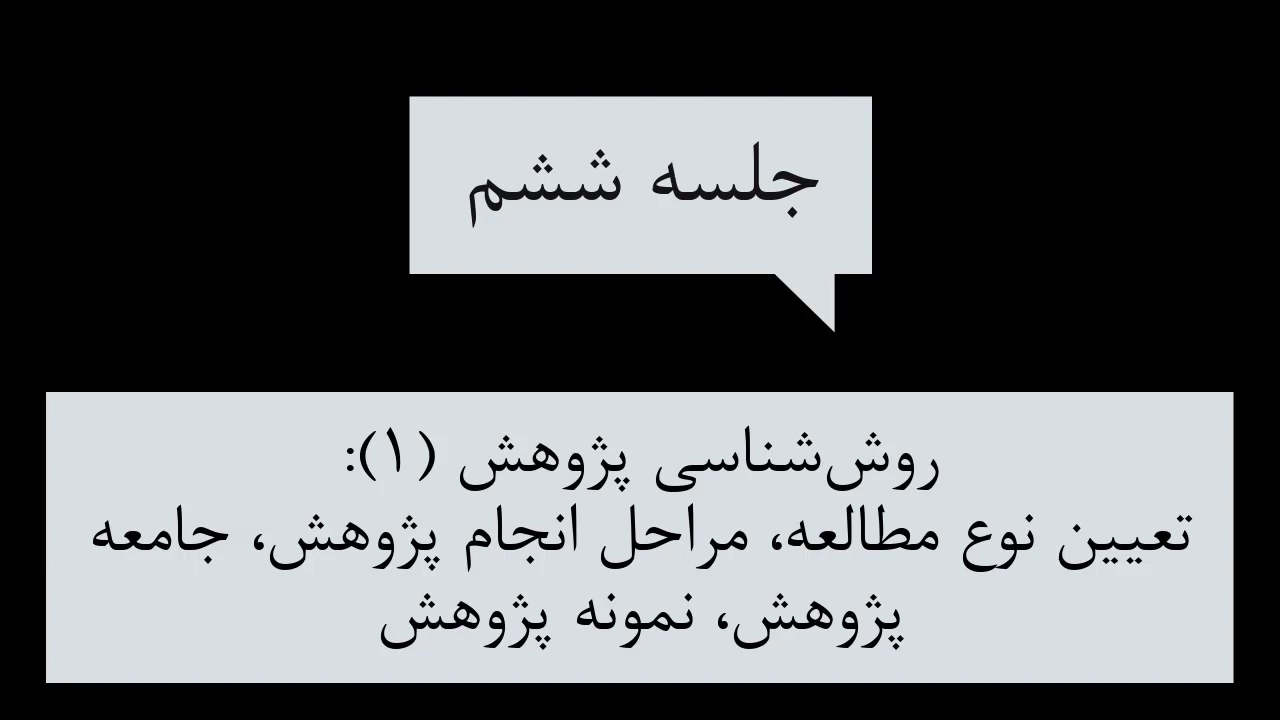 جلسه ششم
روش‌شناسی پژوهش (۱):
تعیین نوع مطالعه، مراحل انجام پژوهش، جامعه
پژوهش، نمونه پژوهش